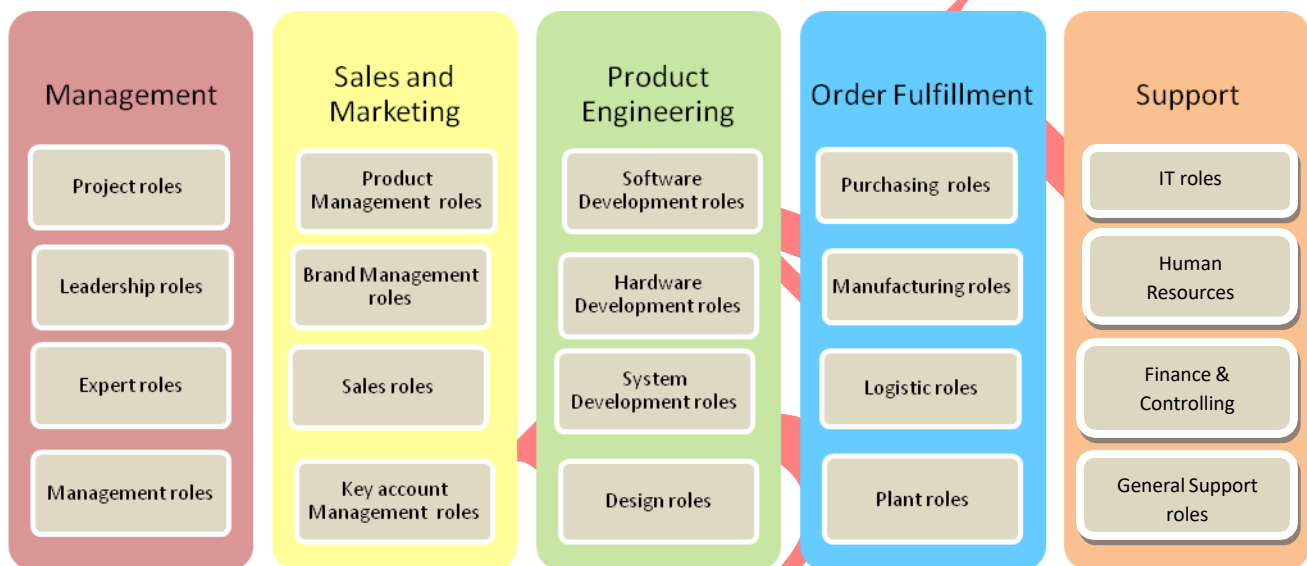 Management
Project roles
Leadership roles
Expert roles
Management roles
Sales and
Marketing
Product
Management roles
Brand Management
roles
Sales roles
Key account
Management roles
Product
Engineering
Software
Development roles
Hardware
Development roles
System
Development roles
Design roles
Order Fulfillment
Purchasing roles
Manufacturing roles
Logistic roles
Plant roles
Support
IT roles
Human
Resources
Finance &
Controlling
General Support
roles